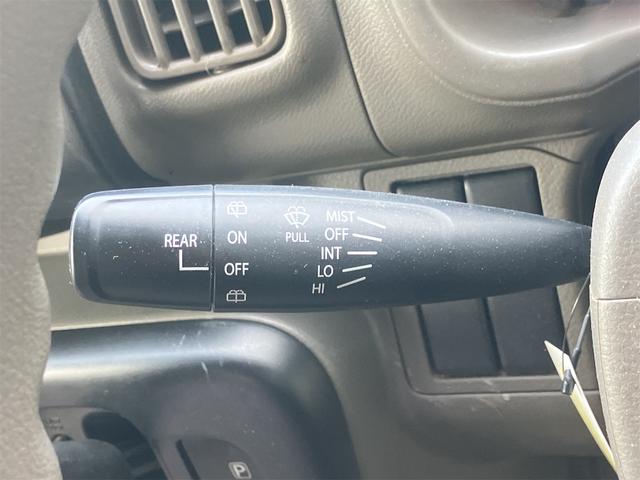 REAR
ON
OFF
PULL
MIST
OFF
INT
LO
HI
P